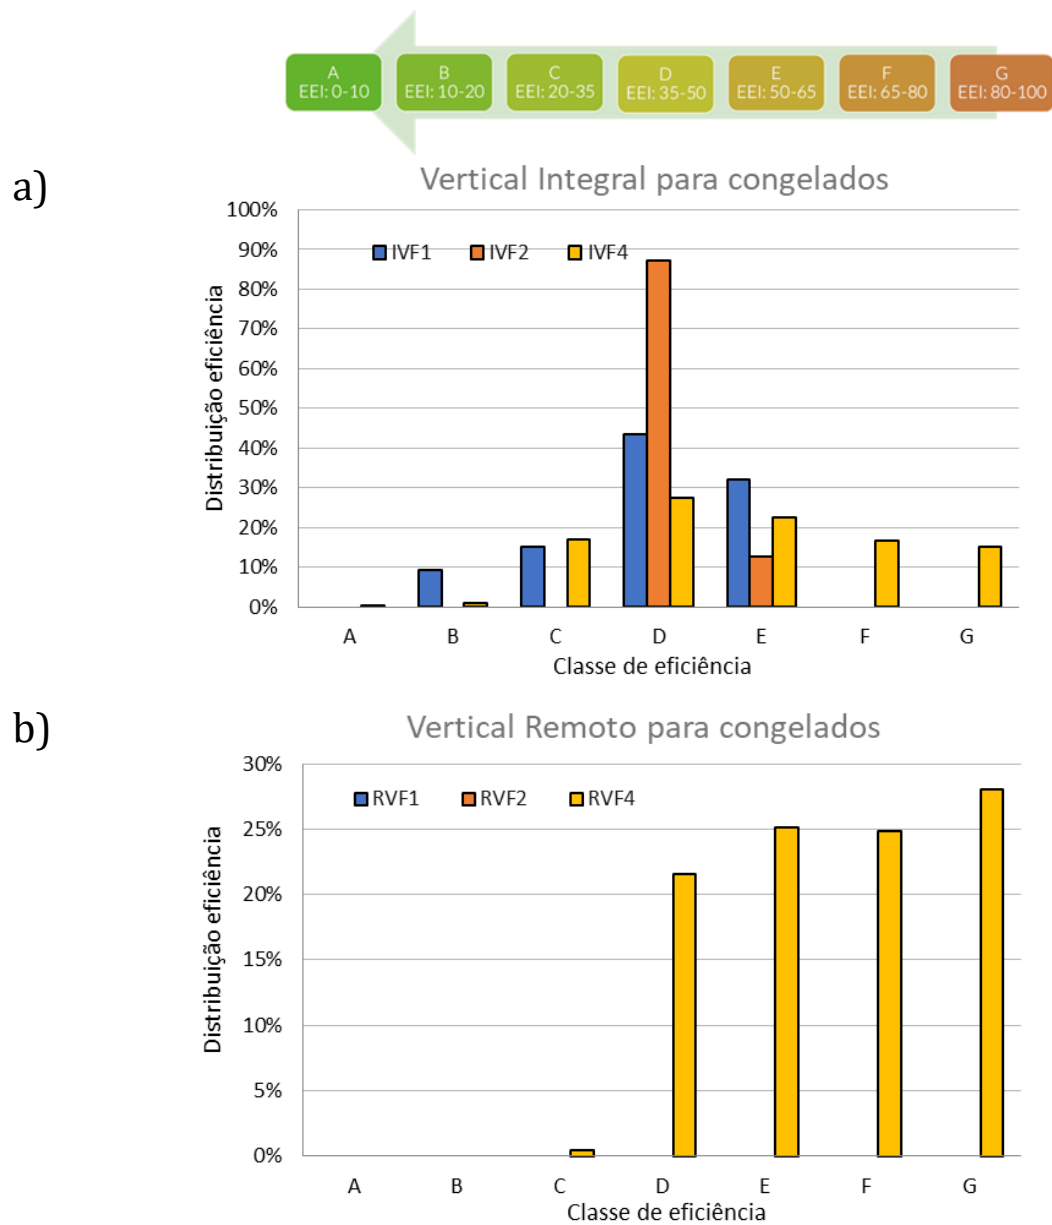 A B C D E F G
EEI: 0-10 EEI: 10-20 EEI: 20-35 EEI: 35-50 EEI: 50-65 EEI: 65-80 EEI: 80-100
a)
Vertical Integral para congelados
100%
90%
80%
70%
60%
50%
40%
30%
20%
10%
0%
Distribuição eficiência
IVF1 IVF2 IVF4
A B C D E F G
Classe de eficiência
b)
Vertical Remoto para congelados
30%
25%
20%
15%
10%
5%
0%
Distribuição eficiência
RVF1 RVF2 RVF4
A B C D E F G
Classe de eficiência